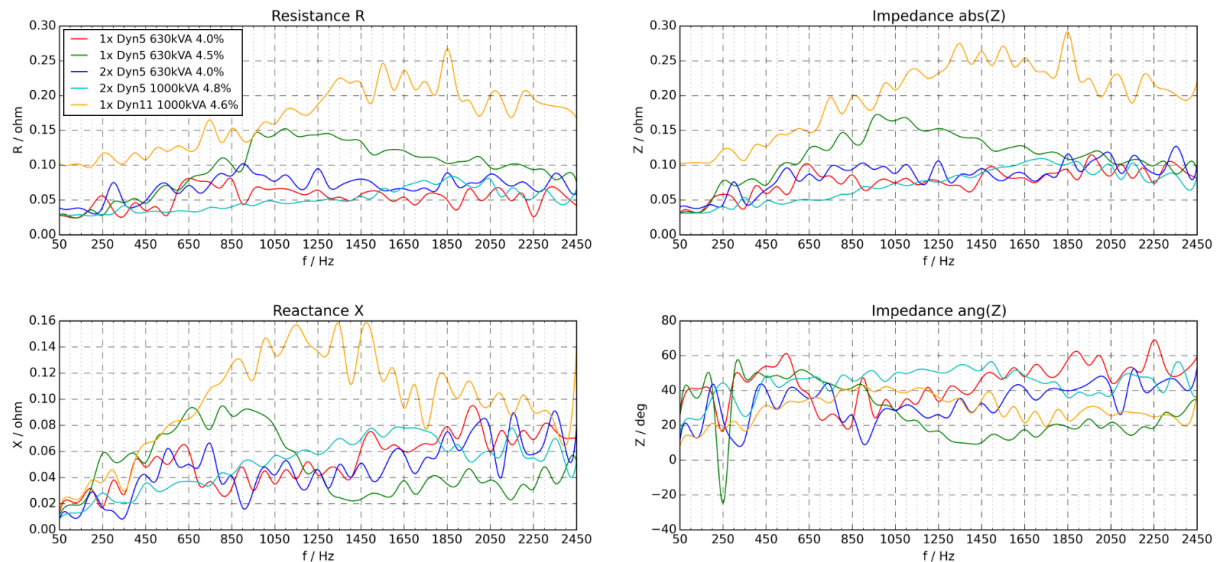 Resistance R
0.30
0.25
0.20
0.15
0.10
0.05
0.00
R / ohm
1x Dyn5 630kVA 4.0%
1x Dyn5 630kVA 4.5%
2x Dyn5 630kVA 4.0%
2x Dyn5 1000kVA 4.8%
1x Dyn11 1000kVA 4.6%
50 250 450 650 850 1050 1250 1450 1650 1850 2050 2250 2450
f / Hz
Impedance abs(Z)
0.30
0.25
0.20
0.15
0.10
0.05
0.00
Z / ohm
50 250 450 650 850 1050 1250 1450 1650 1850 2050 2250 2450
f / Hz
Reactance X
0.16
0.14
0.12
0.10
0.08
0.06
0.04
0.02
0.00
X / ohm
50 250 450 650 850 1050 1250 1450 1650 1850 2050 2250 2450
f / Hz
Impedance ang(Z)
80
60
40
20
0
−20
−40
Z / deg
50 250 450 650 850 1050 1250 1450 1650 1850 2050 2250 2450
f / Hz